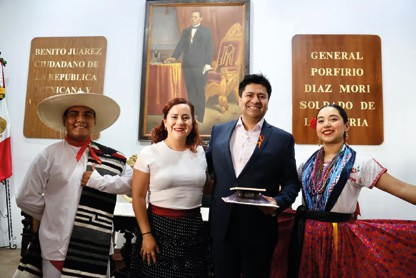 BENITO JUAREZ
CIUDADANO DE
LA REPUBLICA
MEXICANA Y
GENERAL
PORFIRIO
DIAZ MORI
SOLDADO DE
LA PATRIA